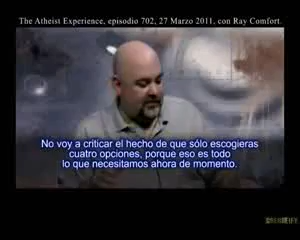 The Atheist Experience, episodio 702, 27 Marzo 2011, con Ray Comfort.
No voy a criticar el hecho de que sólo escogieras
cuatro opciones, porque eso es todo
lo que necesitamos ahora de momento.